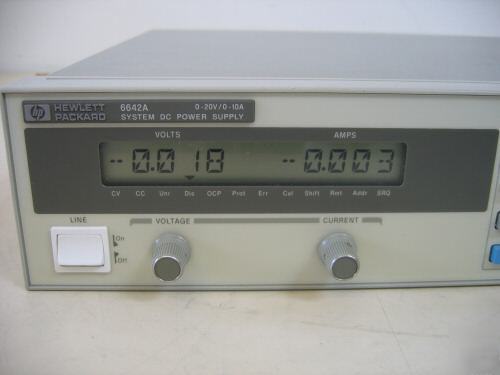 hp HEWLETT PACKARD
6642A 0-20V/0-10A
SYSTEM DC POWER SUPPLY
VOLTS AMPS
-0.018 -0.003
CV CC Unr Dis OCP Prot Err Cal Shift Rmt Addr SRQ
LINE
On
Off
VOLTAGE CURRENT